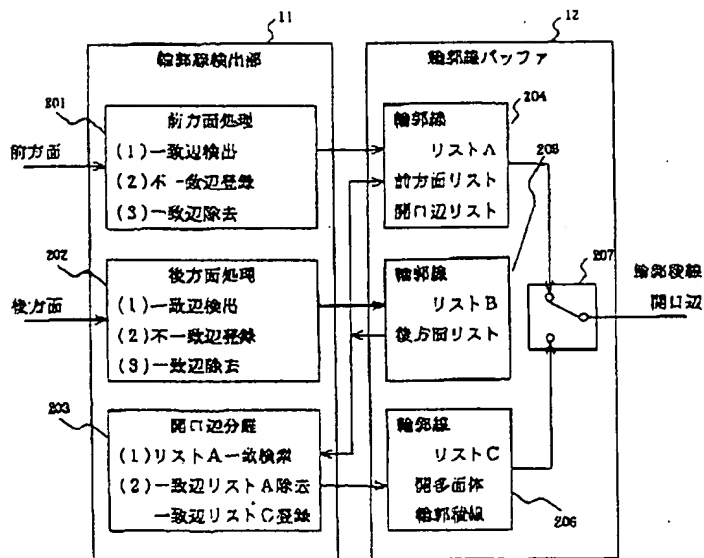 11
12
輪郭線検出部
輪郭線バッファ
201
前方面処理
(1)一致辺検出
(2)不一致辺登録
(3)一致辺除去
前方面
204
輪郭線
リストA
前方面リスト
開口辺リスト
202
後方面処理
(1)一致辺検出
(2)不一致辺登録
(3)一致辺除去
後方面
208
輪郭線
リストB
後方面リスト
207
輪郭稜線
開口辺
203
開口辺分離
(1)リストA一致検索
(2)一致辺リストA除去
一致辺リストC登録
輪郭線
リストC
開多面体
輪郭稜線
206